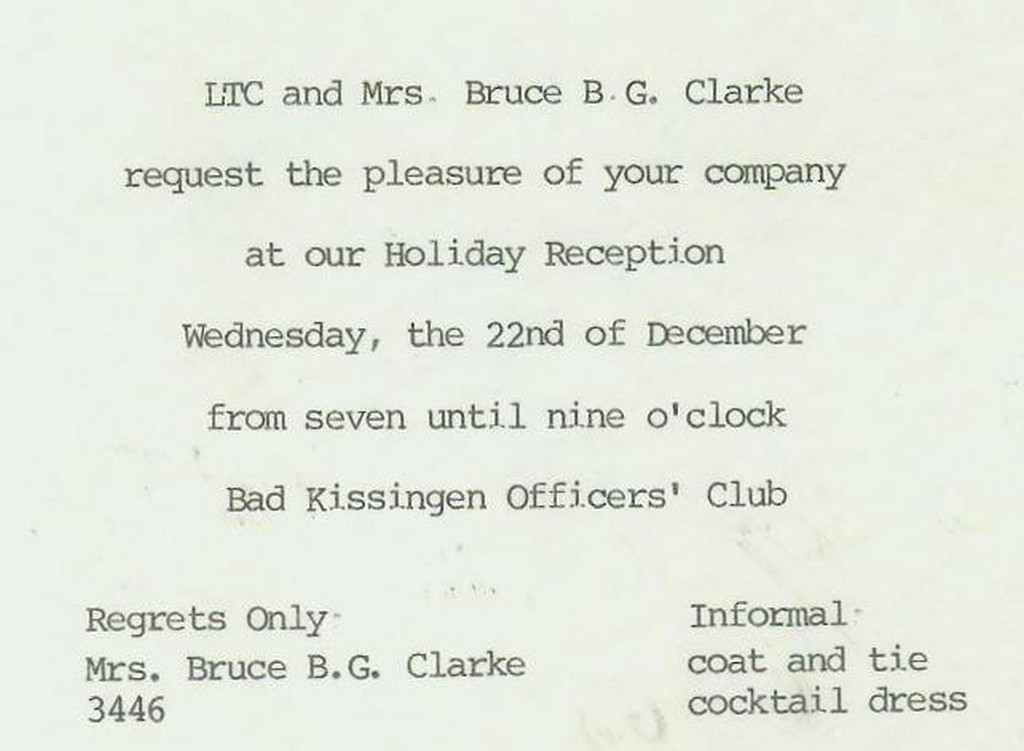 LTC and Mrs. Bruce B.G. Clarke
request the pleasure of your company
at our Holiday Reception
Wednesday, the 22nd of December
from seven until nine o'clock
Bad Kissingen Officers' Club
Regrets Only
Mrs. Bruce B.G. Clarke
3446
Informal
coat and tie
cocktail dress